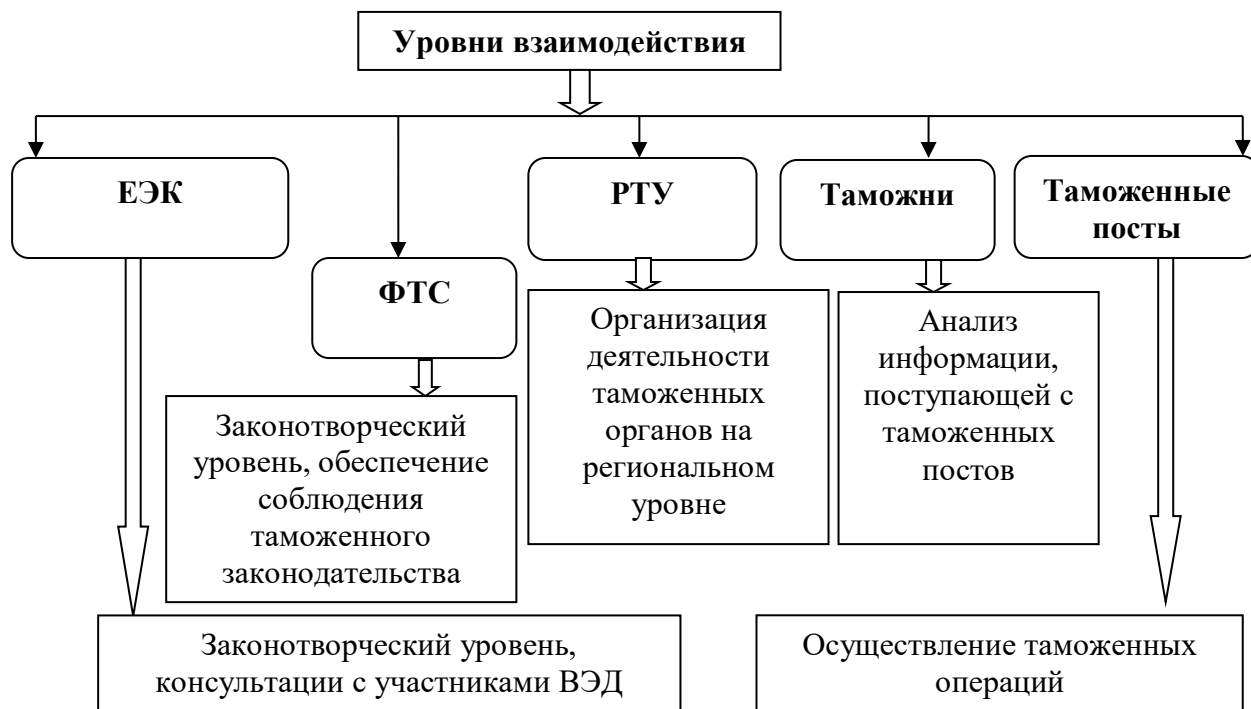 Уровни взаимодействия
ЕЭК
ФТС
РТУ
Таможни
Таможенные
посты
Законотворческий
уровень, обеспечение
соблюдения
таможенного
законодательства
Организация
деятельности
таможенных
органов на
региональном
уровне
Анализ
информации,
поступающей с
таможенных
постов
Законотворческий уровень,
консультации с участниками ВЭД
Осуществление таможенных
операций